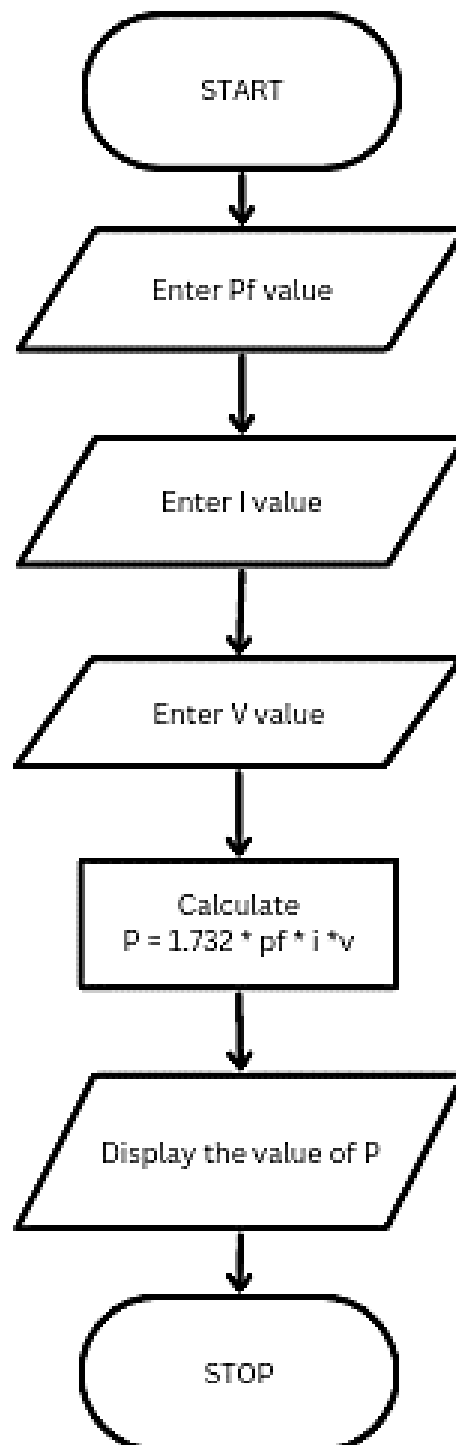 START
Enter Pf value
Enter I value
Enter V value
Calculate
P = 1.732 * pf * i *v
Display the value of P
STOP